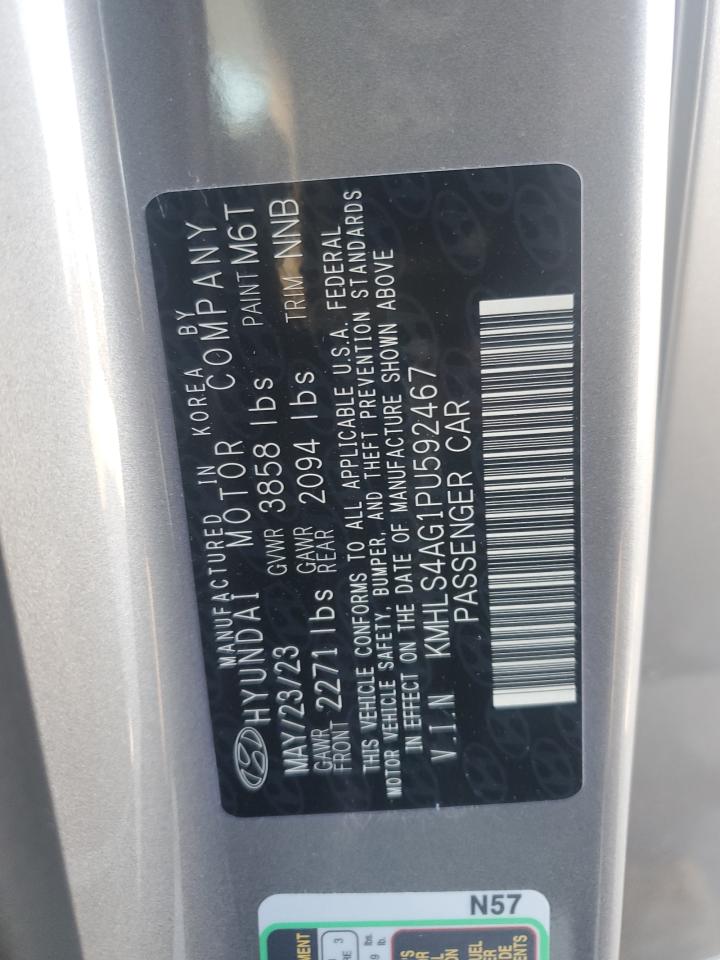 MANUFACTURED IN KOREA BY
HYUNDAI MOTOR COMPANY
MAY/23/23 GVWR 3858 lbs PAINT M6T
GAWR FRONT 2271 lbs GAWR REAR 2094 lbs TRIM NNB
THIS VEHICLE CONFORMS TO ALL APPLICABLE U.S.A. FEDERAL
MOTOR VEHICLE SAFETY, BUMPER, AND THEFT PREVENTION STANDARDS
IN EFFECT ON THE DATE OF MANUFACTURE SHOWN ABOVE
V.I.N KMHLS4AG1PU592467
PASSENGER CAR
N57